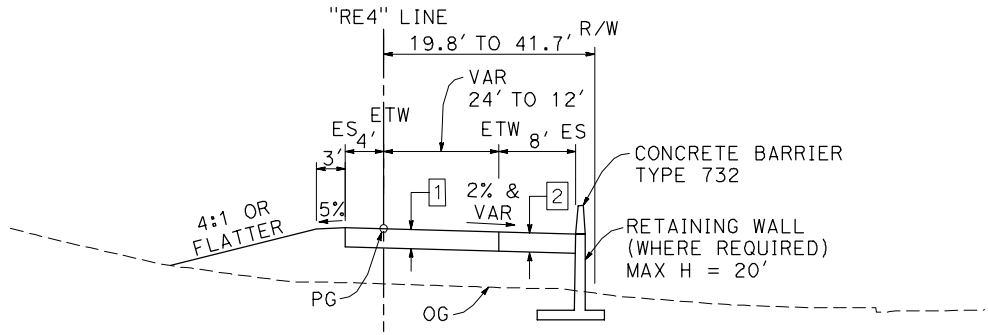 "RE4" LINE
R/W
19.8' TO 41.7'
VAR
24' TO 12'
ETW
ES
4'
ETW
8'
ES
3'
CONCRETE BARRIER
TYPE 732
5%
1
2% &
VAR
2
4:1 OR
FLATTER
RETAINING WALL
(WHERE REQUIRED)
MAX H = 20'
PG
OG